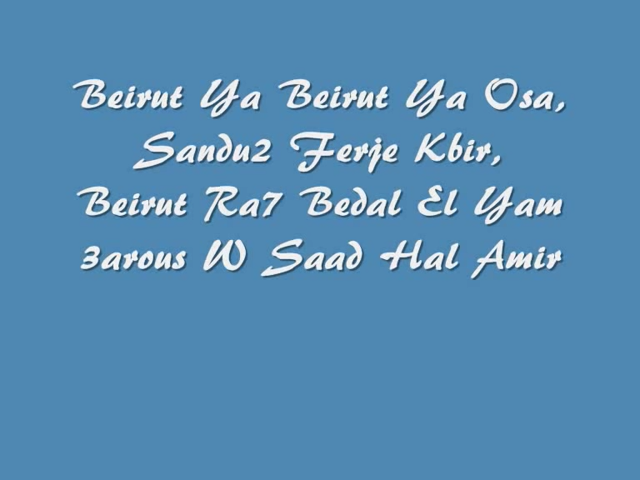 Beirut Ya Beirut Ya Osa,
Sandu2 Ferje Kbir,
Beirut Ra7 Bedal El Yam
3arous W Saad Hal Amir